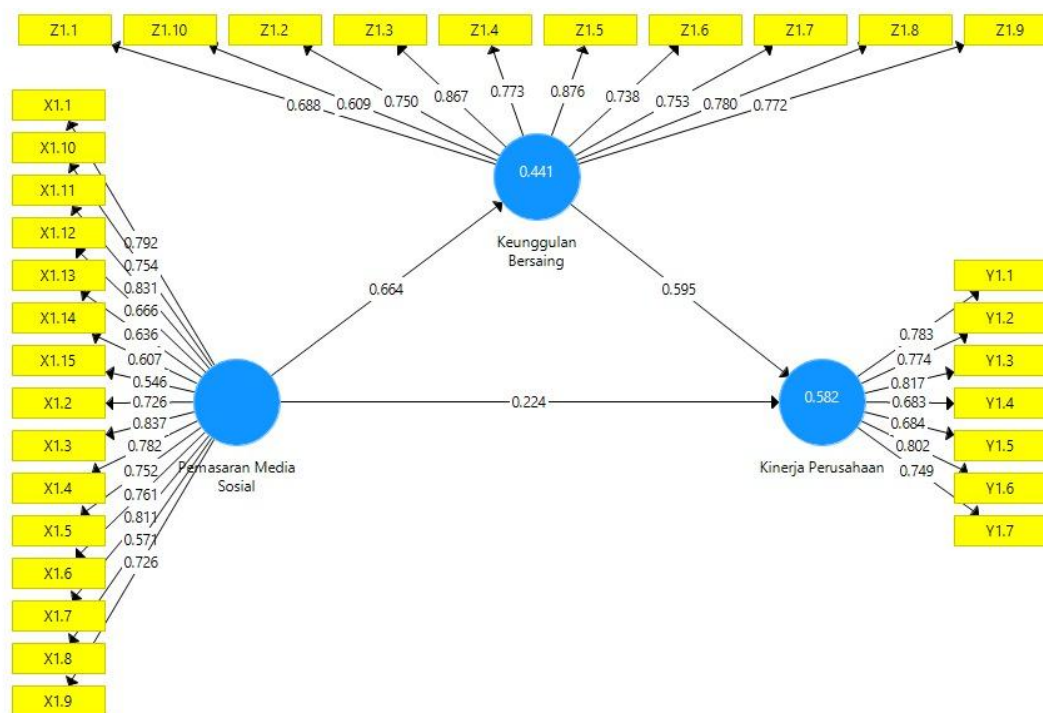 Z1.1 Z1.10 Z1.2 Z1.3 Z1.4 Z1.5 Z1.6 Z1.7 Z1.8 Z1.9
0.688 0.609 0.750 0.867 0.773 0.876 0.738 0.753 0.780 0.772
0.441
Keunggulan
Bersaing
X1.1
X1.10
X1.11
X1.12
X1.13
X1.14
X1.15
X1.2
X1.3
X1.4
X1.5
X1.6
X1.7
X1.8
X1.9
0.792
0.754
0.831
0.666
0.636
0.607
0.546
0.726
0.837
0.782
0.752
0.761
0.811
0.571
0.726
Pemasaran Media
Sosial
0.664
0.595
0.224
0.582
Kinerja Perusahaan
0.783
0.774
0.817
0.683
0.684
0.802
0.749
Y1.1
Y1.2
Y1.3
Y1.4
Y1.5
Y1.6
Y1.7